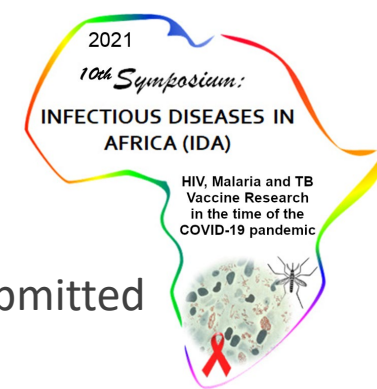 2021
10th Symposium:
INFECTIOUS DISEASES IN
AFRICA (IDA)
HIV, Malaria and TB
Vaccine Research
in the time of the
COVID-19 pandemic